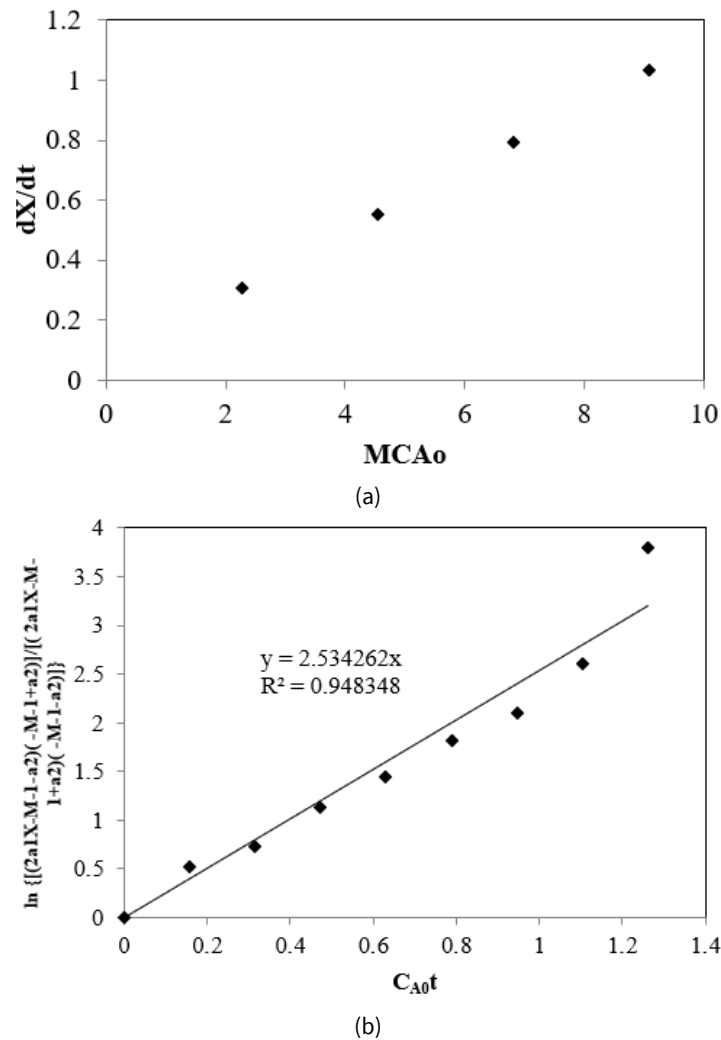 1.2
1
0.8
0.6
0.4
0.2
0
dX/dt
0 2 4 6 8 10
MCAo
(a)
4
3.5
3
2.5
2
1.5
1
0.5
0
ln {[(2a1X-M-1-a2)( -M-1+a2)]/[( 2a1X-M-
1+a2)( -M-1-a2)]}
y = 2.534262x
R² = 0.948348
0 0.2 0.4 0.6 0.8 1 1.2 1.4
CA0t
(b)